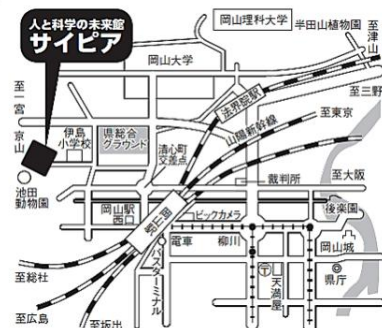 人と科学の未来館
サイピア
岡山理科大学
半田山植物園
至津山
岡山大学
法界院駅
至三野
至一宮
京山
伊島
小学校
県総合
グラウンド
清心町
交差点
山陽新幹線
至東京
池田
動物園
裁判所
至大阪
岡山駅
西口
岡山駅
ビックカメラ
後楽園
電車
柳川
岡山城
バスターミナル
天満屋
県庁
至総社
至広島
至坂出